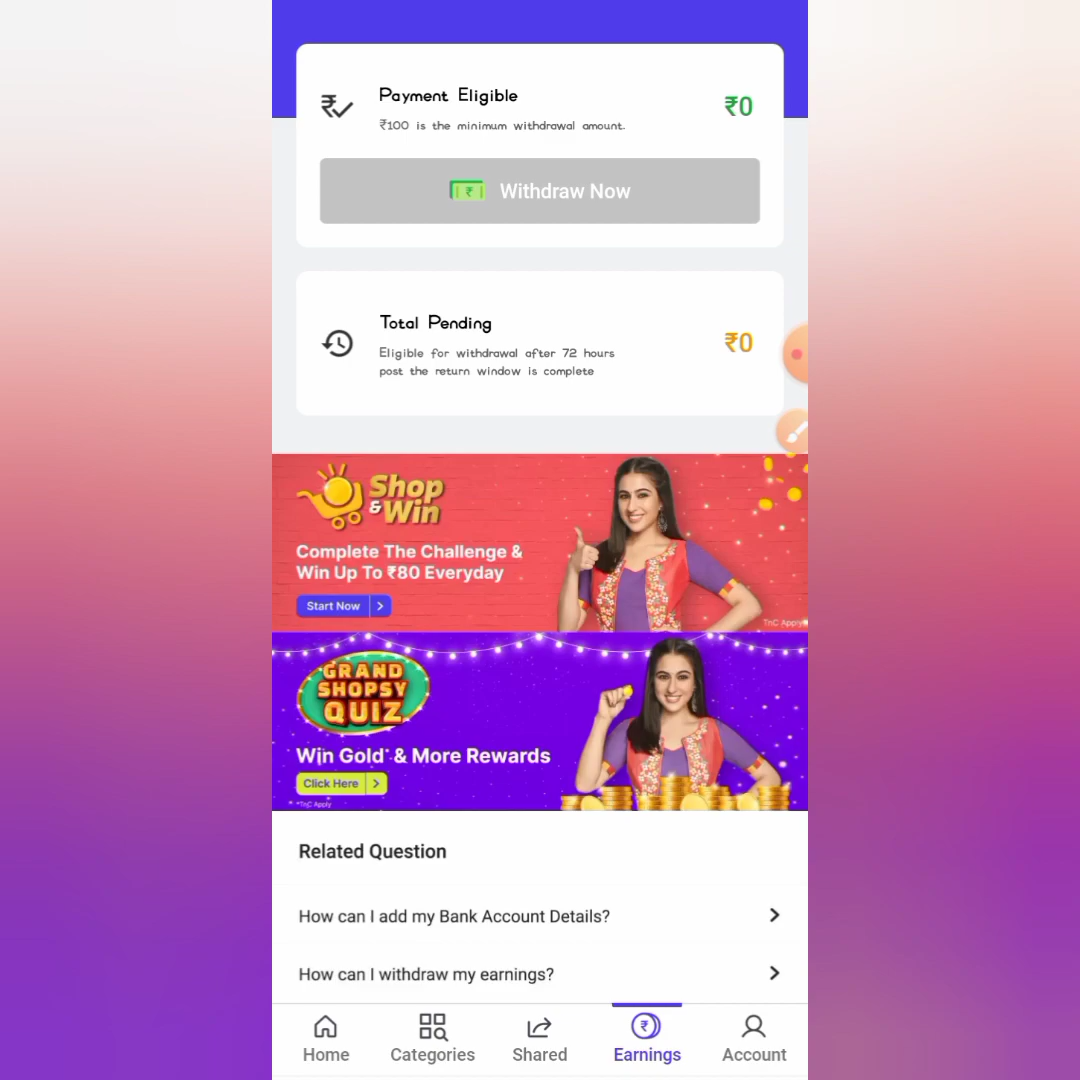 Payment Eligible
₹0
₹100 is the minimum withdrawal amount.
Withdraw Now
Total Pending
₹0
Eligible for withdrawal after 72 hours
post the return window is complete
Shop
& Win
Complete The Challenge &
Win Up To ₹80 Everyday
Start Now
TnC Apply
GRAND
SHOPSY
QUIZ
Win Gold* & More Rewards
Click Here
*TnC Apply
Related Question
How can I add my Bank Account Details?
How can I withdraw my earnings?
Home
Categories
Shared
Earnings
Account